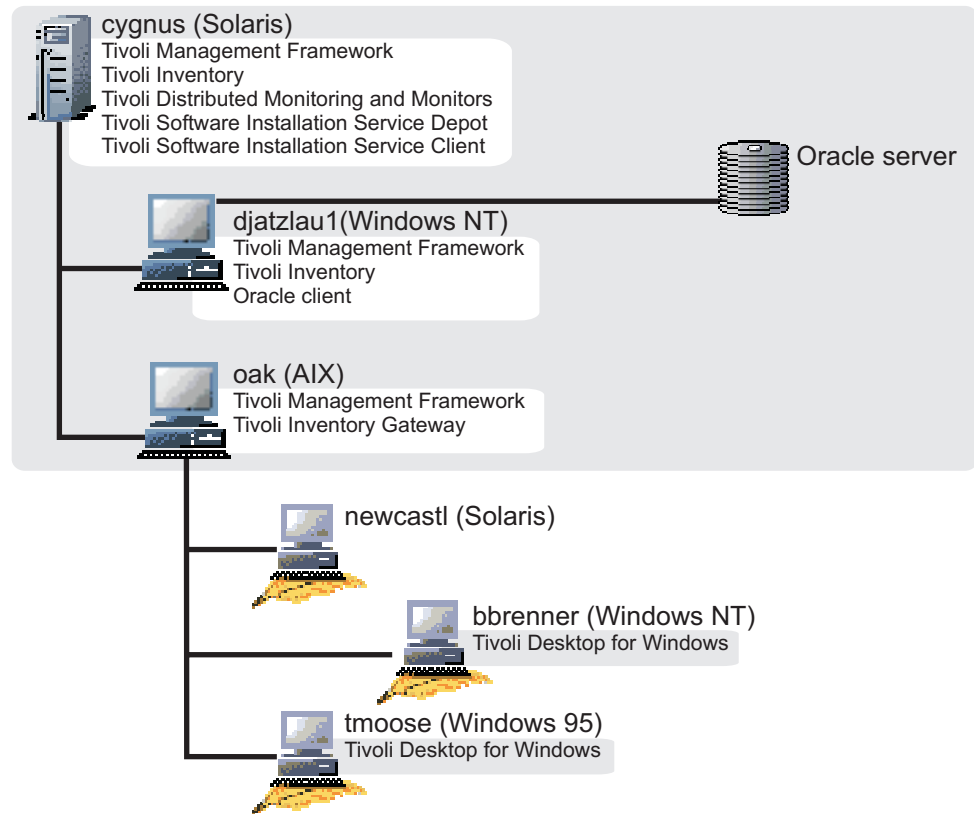 cygnus (Solaris)
Tivoli Management Framework
Tivoli Inventory
Tivoli Distributed Monitoring and Monitors
Tivoli Software Installation Service Depot
Tivoli Software Installation Service Client
Oracle server
djatzlau1(Windows NT)
Tivoli Management Framework
Tivoli Inventory
Oracle client
oak (AIX)
Tivoli Management Framework
Tivoli Inventory Gateway
newcastl (Solaris)
bbrenner (Windows NT)
Tivoli Desktop for Windows
tmoose (Windows 95)
Tivoli Desktop for Windows